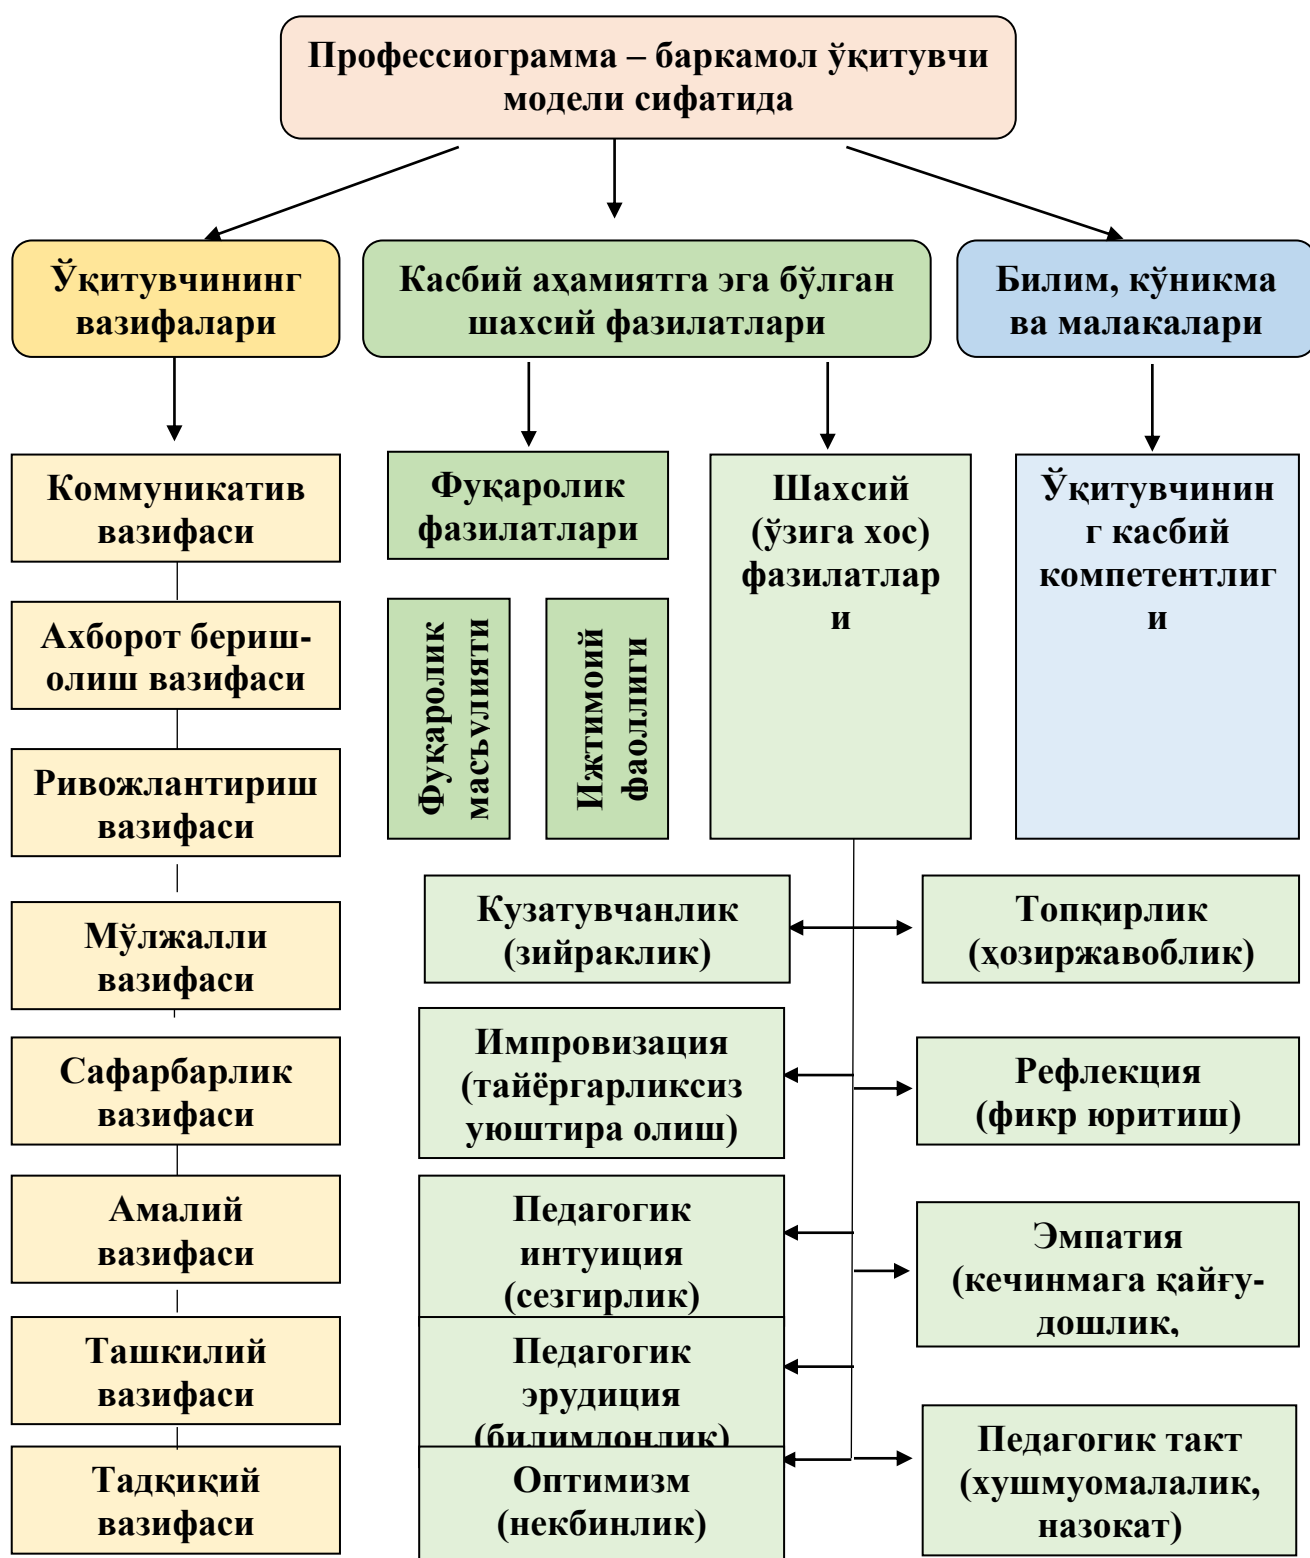 Профессиограмма – баркамол ўқитувчи
модели сифатида
Ўқитувчининг
вазифалари
Касбий аҳамиятга эга бўлган
шахсий фазилатлари
Билим, кўникма
ва малакалари
Коммуникатив
вазифаси
Ахборот бериш-
олиш вазифаси
Ривожлантириш
вазифаси
Мўлжалли
вазифаси
Сафарбарлик
вазифаси
Амалий
вазифаси
Ташкилий
вазифаси
Тадқиқий
вазифаси
Фуқаролик
фазилатлари
Фуқаролик
масъулияти
Ижтимоий
фаоллиги
Шахсий
(ўзига хос)
фазилатлар
и
Ўқитувчинин
г касбий
компетентлиг
и
Кузатувчанлик
(зийраклик)
Топқирлик
(ҳозиржавоблик)
Импровизация
(тайёргарликсиз
уюштира олиш)
Рефлекция
(фикр юритиш)
Педагогик
интуиция
(сезгирлик)
Эмпатия
(кечинмага қайғу-
дошлик,
Педагогик
эрудиция
(билимдонлик)
Оптимизм
(некбинлик)
Педагогик такт
(хушмуомалалик,
назокат)